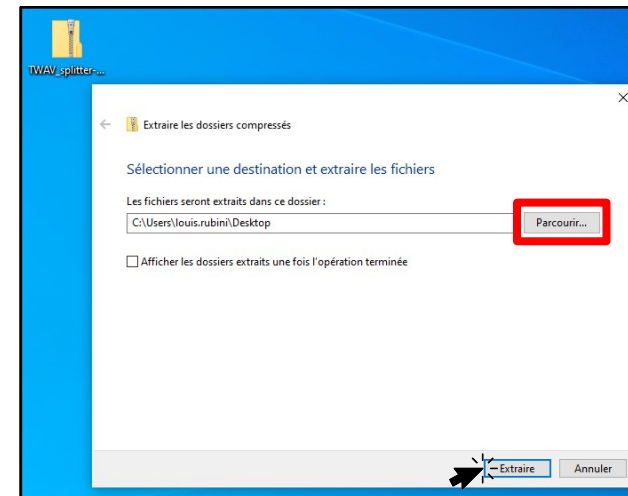 TWAV_splitter-...
Extraire les dossiers compressés
Sélectionner une destination et extraire les fichiers
Les fichiers seront extraits dans ce dossier :
C:\Users\louis.rubini\Desktop
Parcourir...
Afficher les dossiers extraits une fois l'opération terminée
Extraire
Annuler